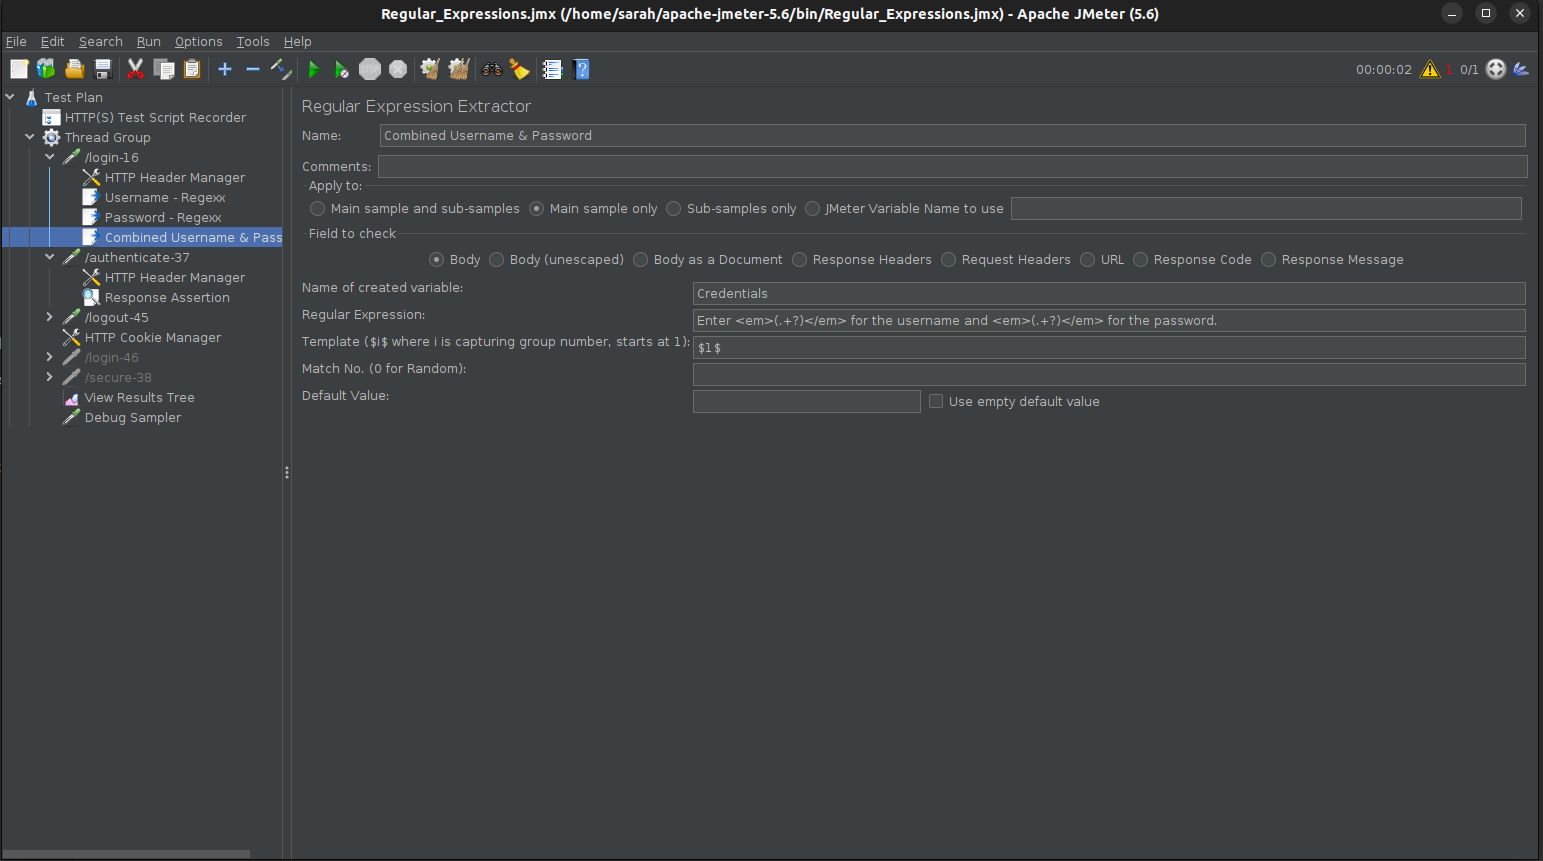 Regular_Expressions.jmx (/home/sarah/apache-jmeter-5.6/bin/Regular_Expressions.jmx) - Apache JMeter (5.6)
File Edit Search Run Options Tools Help
STOP
00:00:02 ! 0/1
Test Plan
HTTP(S) Test Script Recorder
Thread Group
/login-16
HTTP Header Manager
Username - Regexx
Password - Regexx
Combined Username & Pass
/authenticate-37
HTTP Header Manager
Response Assertion
/logout-45
HTTP Cookie Manager
/login-46
/secure-38
View Results Tree
Debug Sampler
Regular Expression Extractor
Name: Combined Username & Password
Comments:
Apply to:
Main sample and sub-samples Main sample only Sub-samples only JMeter Variable Name to use
Field to check
Body Body (unescaped) Body as a Document Response Headers Request Headers URL Response Code Response Message
Name of created variable: Credentials
Regular Expression: Enter <em>(.+?)</em> for the username and <em>(.+?)</em> for the password.
Template ($i$ where i is capturing group number, starts at 1): $1$
Match No. (0 for Random):
Default Value: Use empty default value